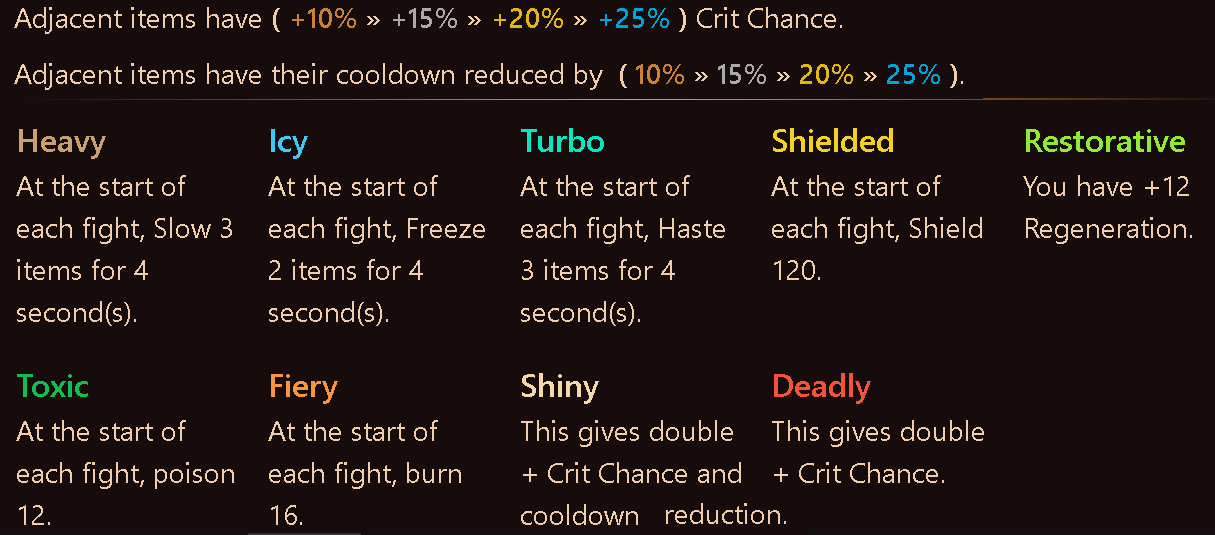 Adjacent items have ( +10% » +15% » +20% » +25% ) Crit Chance.
Adjacent items have their cooldown reduced by ( 10% » 15% » 20% » 25% ).
Heavy
At the start of
each fight, Slow 3
items for 4
second(s).
Icy
At the start of
each fight, Freeze
2 items for 4
second(s).
Turbo
At the start of
each fight, Haste
3 items for 4
second(s).
Shielded
At the start of
each fight, Shield
120.
Restorative
You have +12
Regeneration.
Toxic
At the start of
each fight, poison
12.
Fiery
At the start of
each fight, burn
16.
Shiny
This gives double
+ Crit Chance and
cooldown reduction.
Deadly
This gives double
+ Crit Chance.